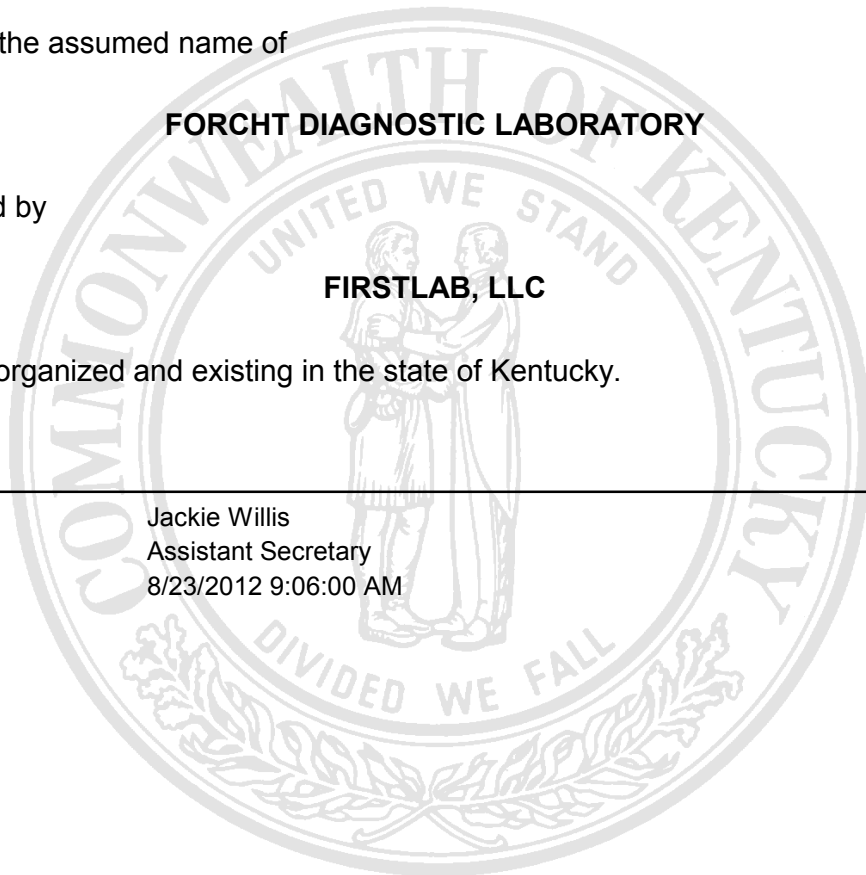 the assumed name of
FORCHT DIAGNOSTIC LABORATORY
d by
FIRSTLAB, LLC
organized and existing in the state of Kentucky.
Jackie Willis
Assistant Secretary
8/23/2012 9:06:00 AM
COMMONWEALTH OF KENTUCKY
UNITED WE STAND
DIVIDED WE FALL